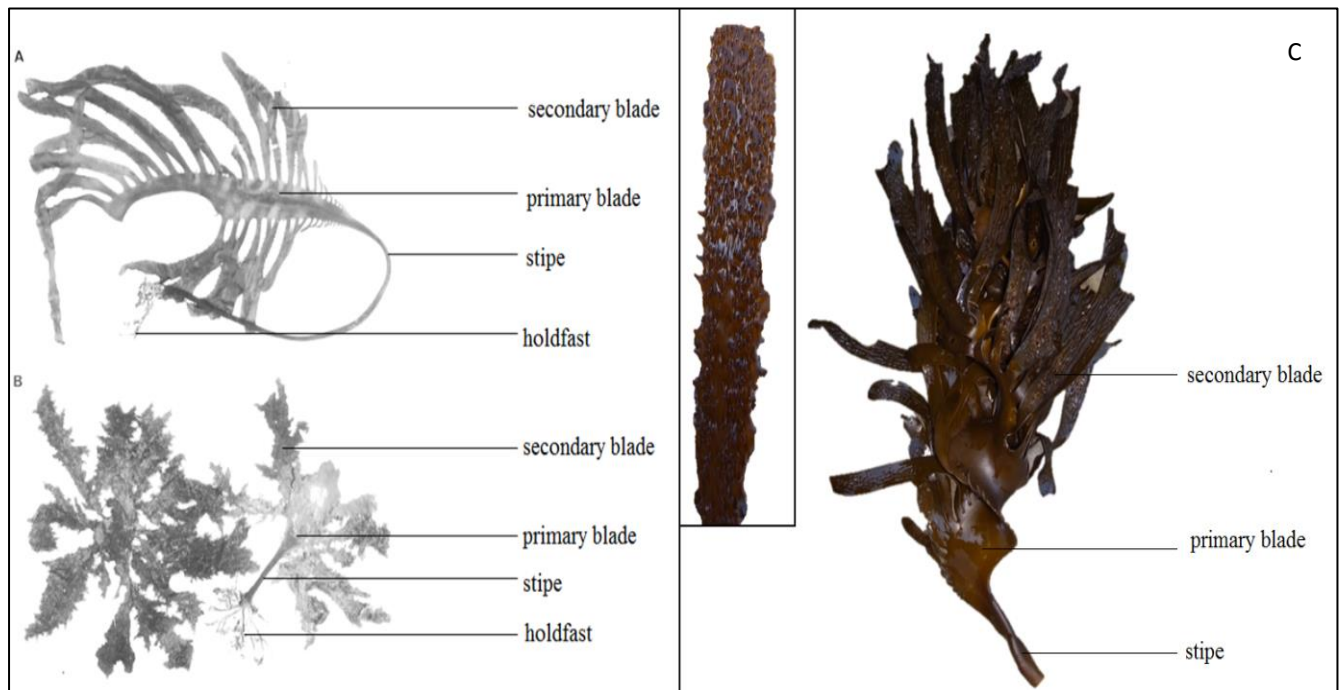 A
secondary blade
primary blade
stipe
holdfast
B
secondary blade
primary blade
stipe
holdfast
C
secondary blade
primary blade
stipe